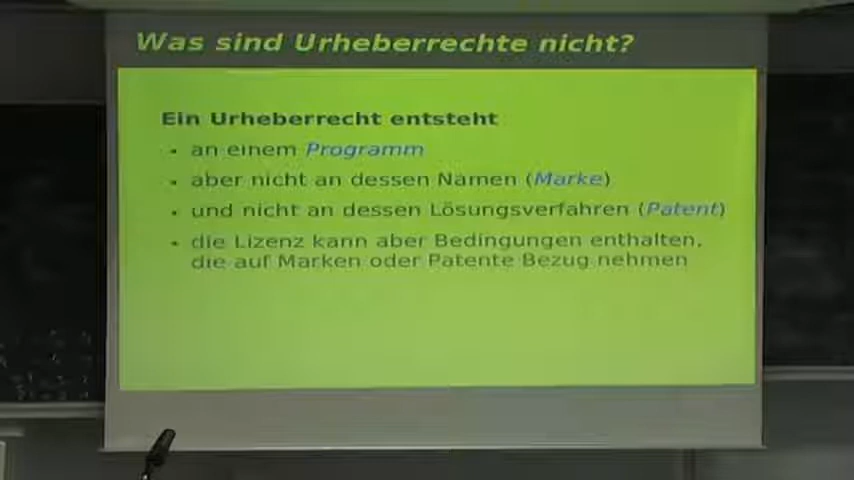 Was sind Urheberrechte nicht?
Ein Urheberrecht entsteht
• an einem Programm
• aber nicht an dessen Namen (Marke)
• und nicht an dessen Lösungsverfahren (Patent)
• die Lizenz kann aber Bedingungen enthalten,
die auf Marken oder Patente Bezug nehmen